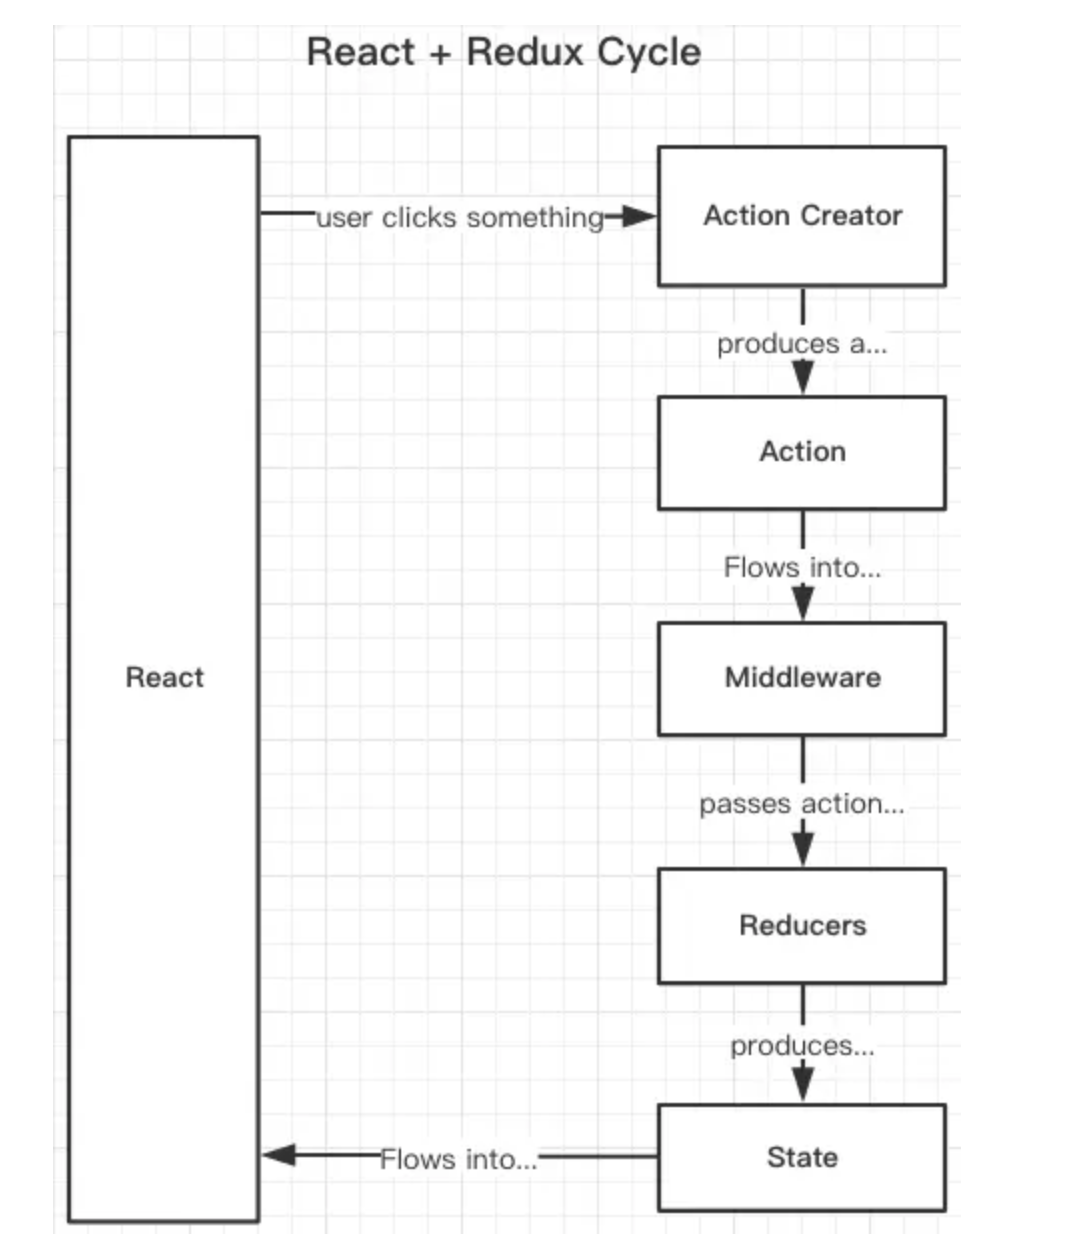 React + Redux Cycle
user clicks something
Action Creator
produces a...
Action
Flows into...
Middleware
React
passes action...
Reducers
produces...
State
Flows into...